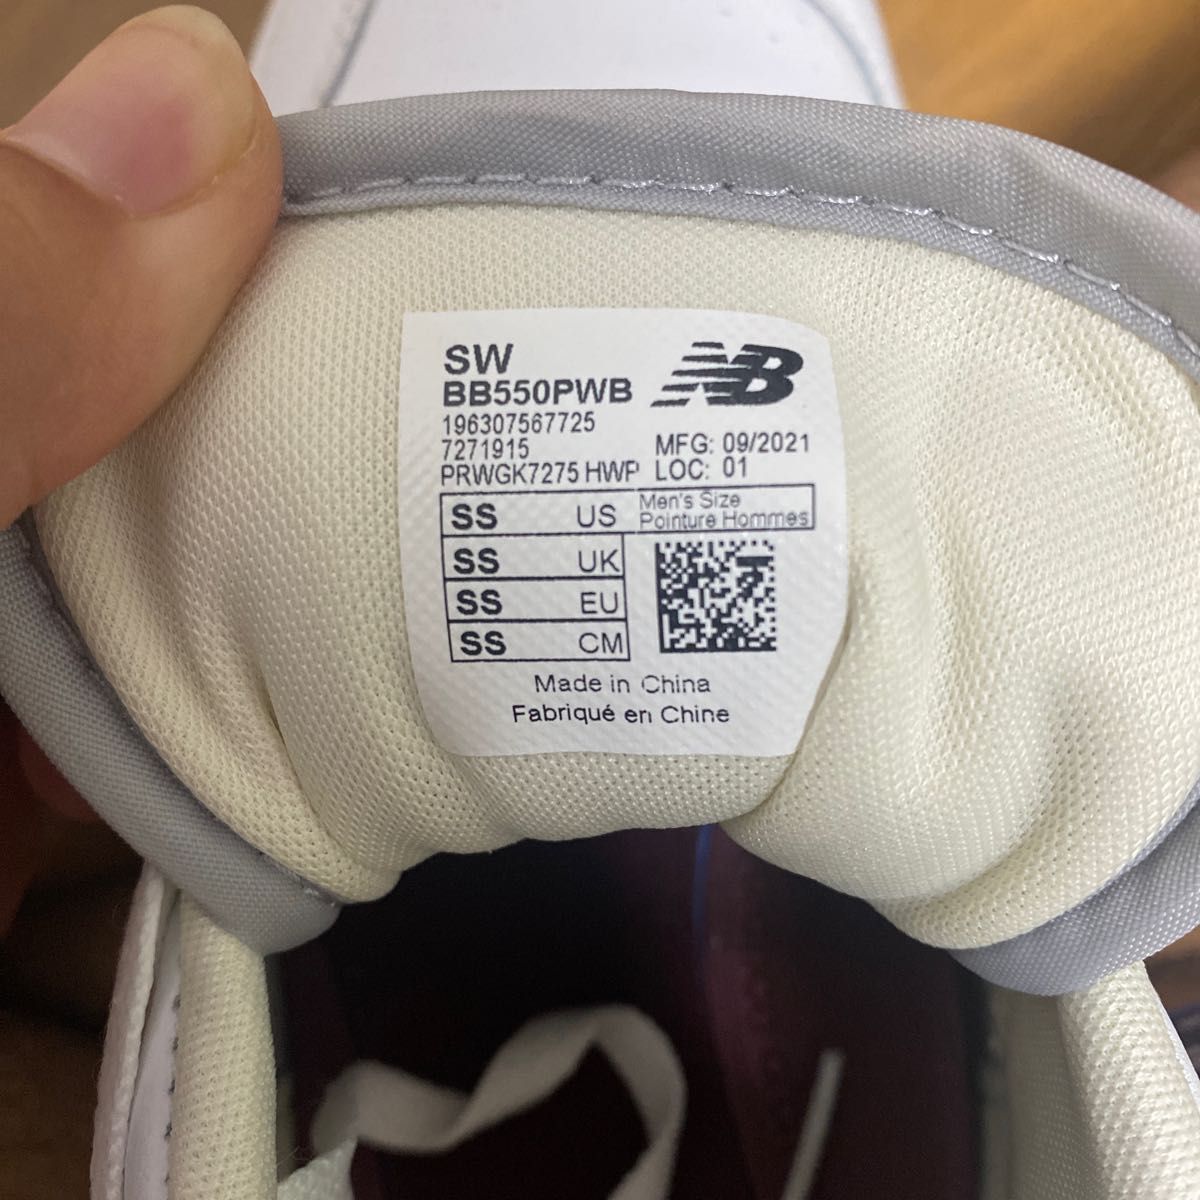 SW
BB550PWB
NB
196307567725
7271915
MFG: 09/2021
PRWGK7275 HWP
LOC: 01
SS US
Men's Size
Pointure Hommes
SS UK
SS EU
SS CM
Made in China
Fabriqué en Chine